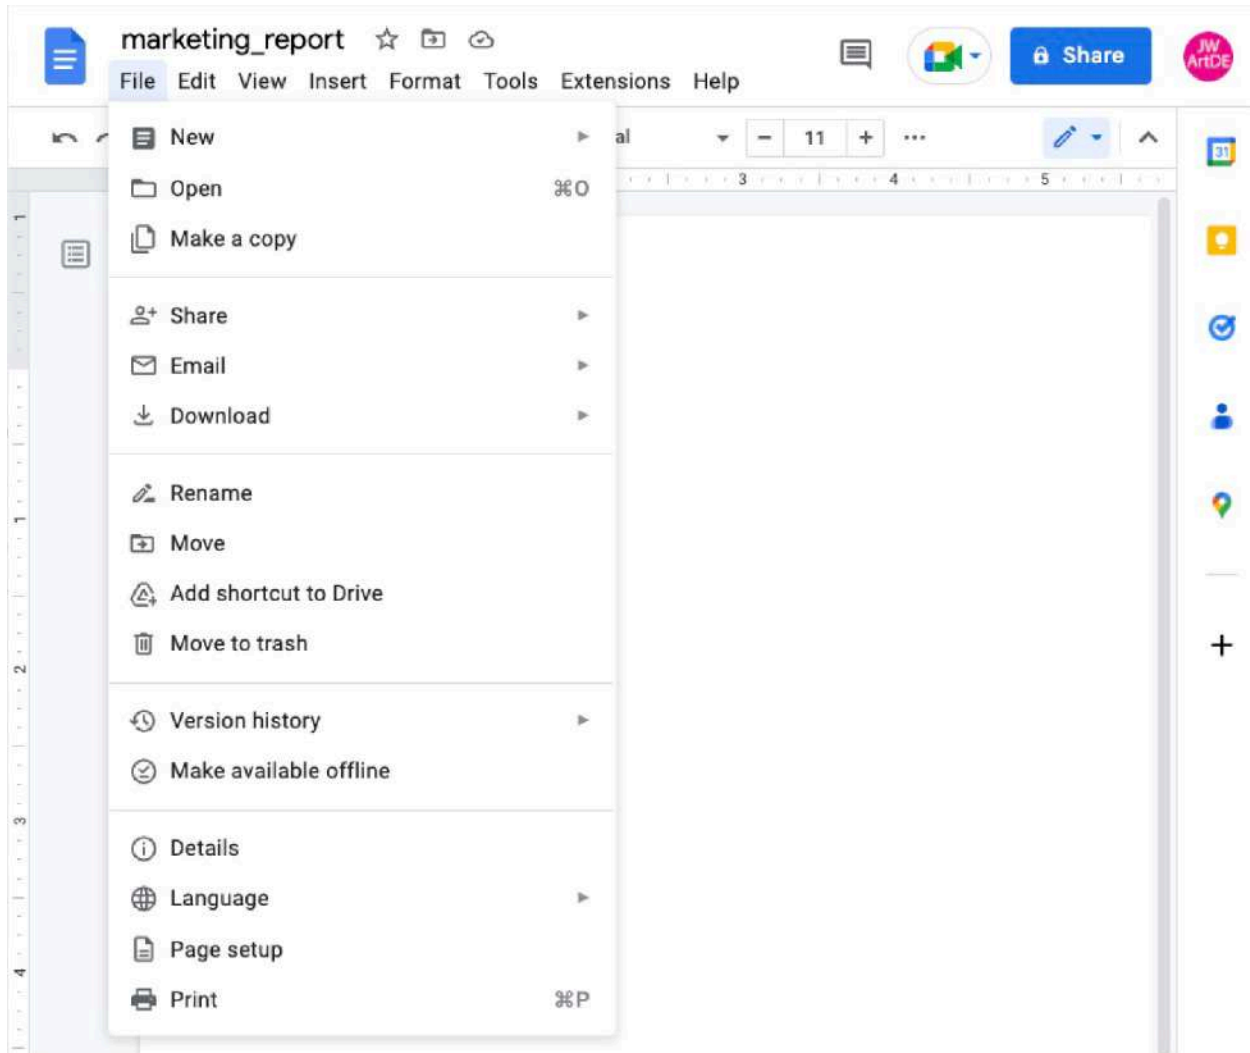 marketing_report
File Edit View Insert Format Tools Extensions Help
Share
JW
ArtDE
New
al
11
31
Open ⌘O
3 4 5
Make a copy
Share
Email
Download
Rename
Move
Add shortcut to Drive
Move to trash
Version history
Make available offline
Details
Language
Page setup
Print ⌘P
1
1
2
3
4